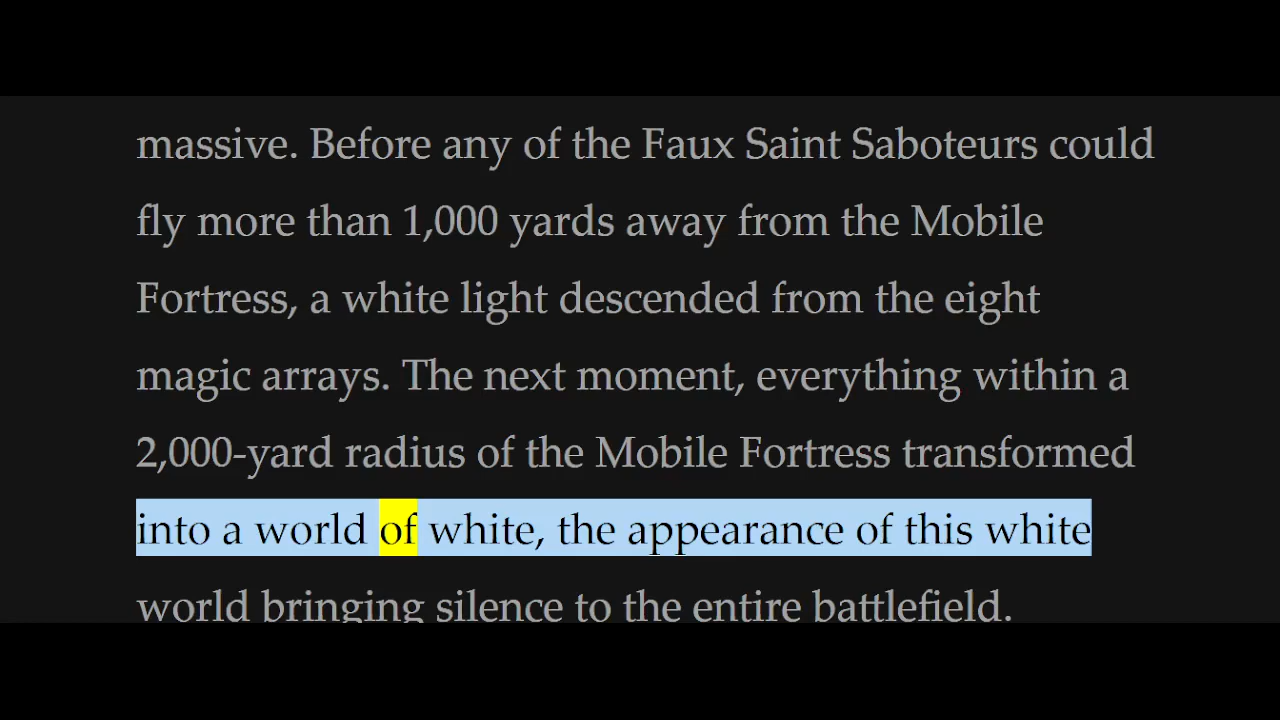 massive. Before any of the Faux Saint Saboteurs could
fly more than 1,000 yards away from the Mobile
Fortress, a white light descended from the eight
magic arrays. The next moment, everything within a
2,000-yard radius of the Mobile Fortress transformed
into a world of white, the appearance of this white
world bringing silence to the entire battlefield.